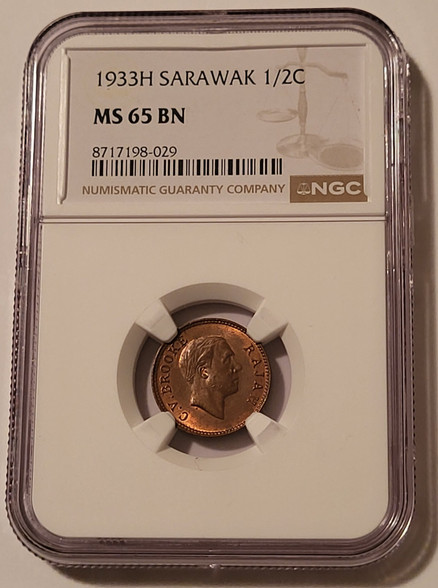 1933H SARAWAK 1/2C
MS 65 BN
8717198-029
NUMISMATIC GUARANTY COMPANY NGC
C.V. BROOKE RAJAH